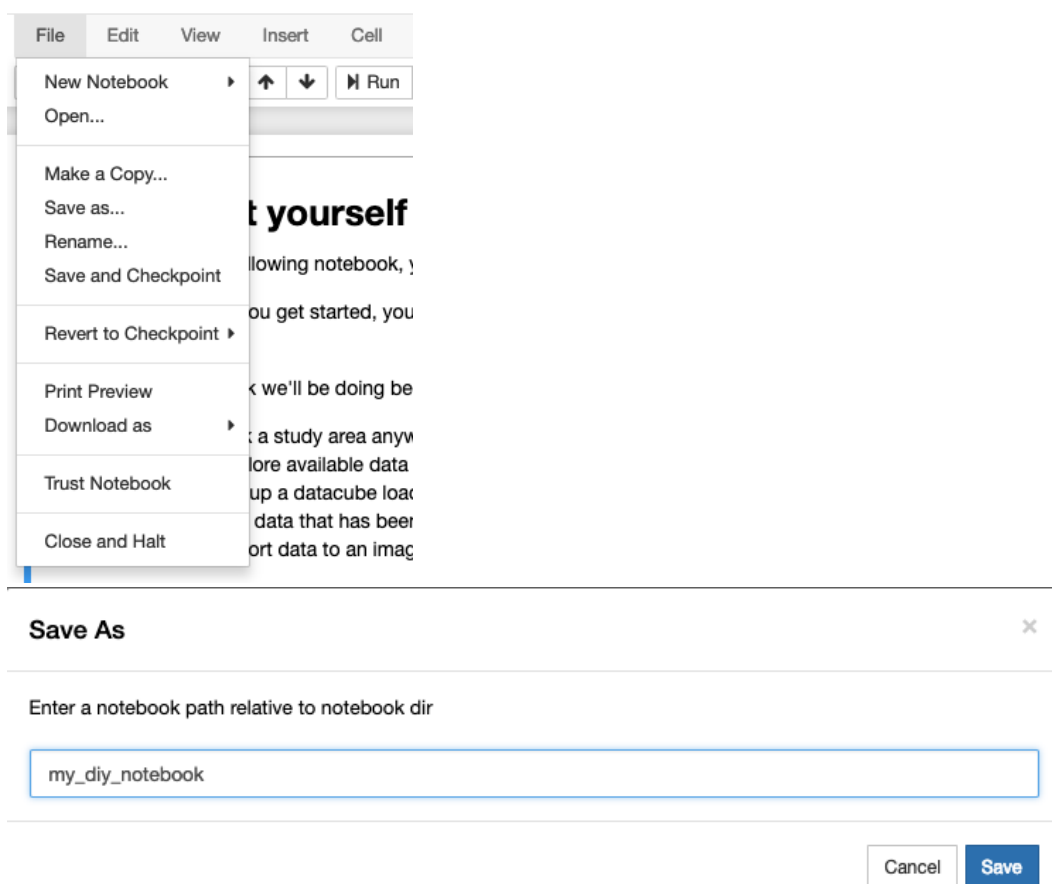 File Edit View Insert Cell
New Notebook
Run
Open...
Make a Copy...
Save as...
t yourself
Rename...
Save and Checkpoint
llowing notebook, y
ou get started, you
Revert to Checkpoint
Print Preview
k we'll be doing be
Download as
a study area anyw
lore available data
Trust Notebook
up a datacube load
data that has been
Close and Halt
ort data to an imag
Save As
×
Enter a notebook path relative to notebook dir
my_diy_notebook
Cancel Save